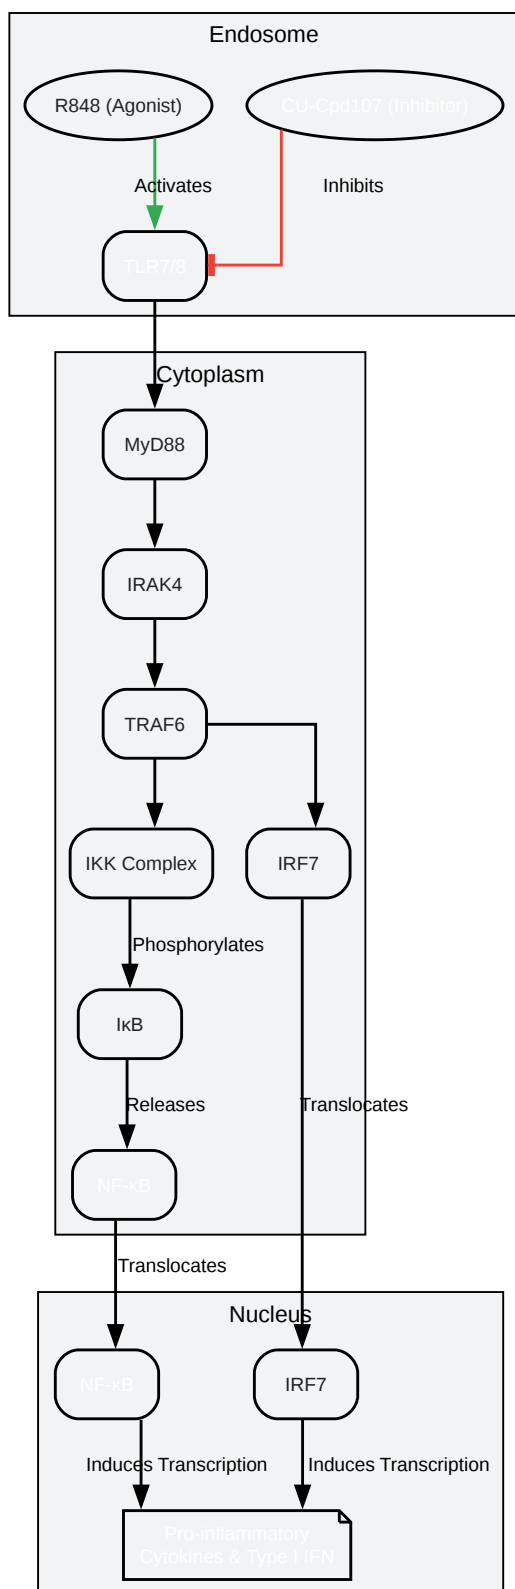 Endosome
R848 (Agonist)
CU-Cpd107 (Inhibitor)
Activates
Inhibits
TLR7/8
Cytoplasm
MyD88
IRAK4
TRAF6
IKK Complex
IRF7
Phosphorylates
IκB
Releases
Translocates
NF-κB
Translocates
Nucleus
NF-κB
IRF7
Induces Transcription
Induces Transcription
Pro-inflammatory
Cytokines & Type I IFN